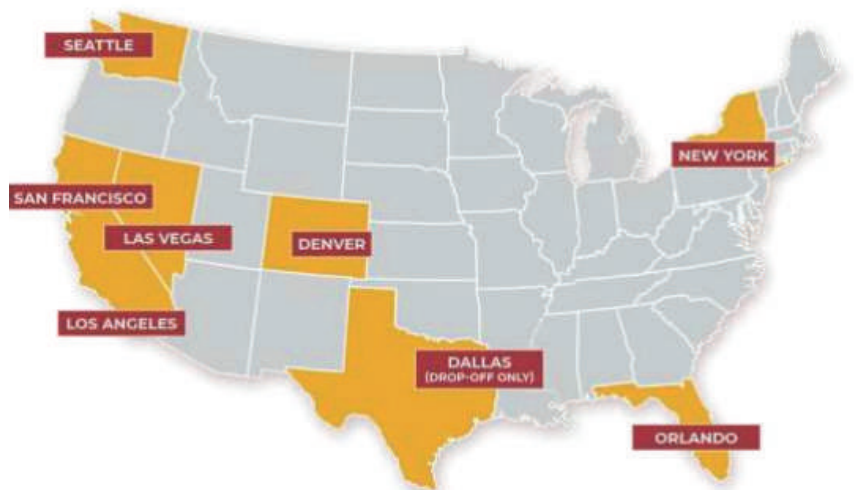 SEATTLE
NEW YORK
SAN FRANCISCO
LAS VEGAS
DENVER
LOS ANGELES
DALLAS
(DROP-OFF ONLY)
ORLANDO